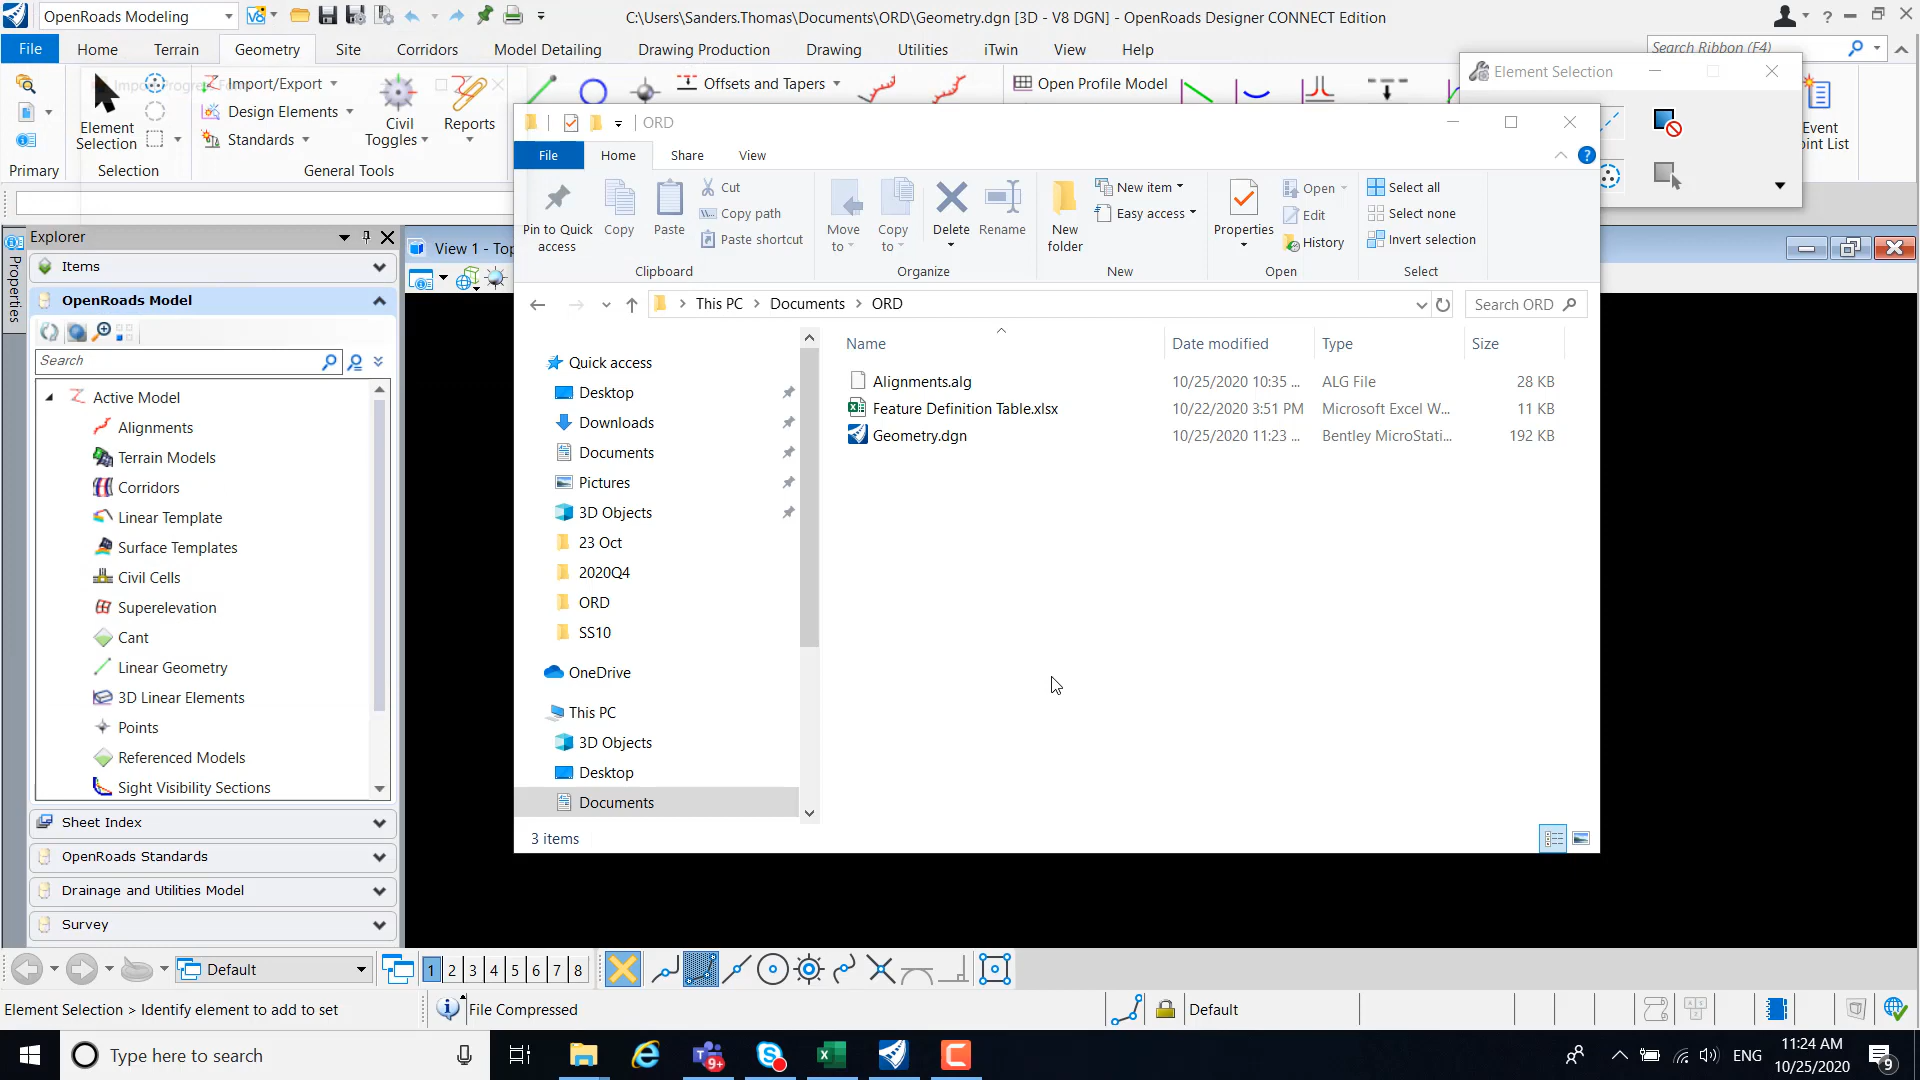 OpenRoads Modeling
C:\Users\Sanders.Thomas\Documents\ORD\Geometry.dgn [3D - V8 DGN] - OpenRoads Designer CONNECT Edition
File
Home
Terrain
Geometry
Site
Corridors
Model Detailing
Drawing Production
Drawing
Utilities
iTwin
View
Help
Search Ribbon (F4)
Element Selection
Import/Export
Design Elements
Standards
Civil Toggles
Reports
Offsets and Tapers
Open Profile Model
Element Selection
Primary
Selection
General Tools
Event
oint List
ORD
File
Home
Share
View
Pin to Quick access
Copy
Paste
Cut
Copy path
Paste shortcut
Clipboard
Move to
Copy to
Delete
Rename
Organize
New folder
New item
Easy access
New
Properties
Open
Edit
History
Open
Select all
Select none
Invert selection
Select
This PC > Documents > ORD
Search ORD
Name
Date modified
Type
Size
Alignments.alg 10/25/2020 10:35 ... ALG File 28 KB
Feature Definition Table.xlsx 10/22/2020 3:51 PM Microsoft Excel W... 11 KB
Geometry.dgn 10/25/2020 11:23 ... Bentley MicroStati... 192 KB
Quick access
Desktop
Downloads
Documents
Pictures
3D Objects
23 Oct
2020Q4
ORD
SS10
OneDrive
This PC
3D Objects
Desktop
Documents
3 items
Properties
Explorer
Items
OpenRoads Model
Search
Active Model
Alignments
Terrain Models
Corridors
Linear Template
Surface Templates
Civil Cells
Superelevation
Cant
Linear Geometry
3D Linear Elements
Points
Referenced Models
Sight Visibility Sections
Sheet Index
OpenRoads Standards
Drainage and Utilities Model
Survey
View 1 - Top
Default
1 2 3 4 5 6 7 8
Element Selection > Identify element to add to set
File Compressed
Default
Type here to search
9+
ENG
11:24 AM
10/25/2020
9